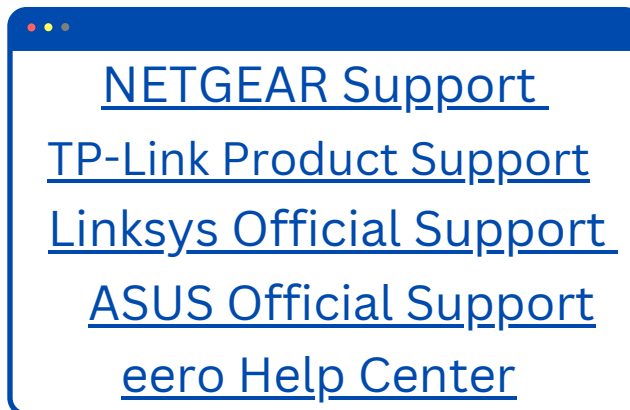 NETGEAR Support
TP-Link Product Support
Linksys Official Support
ASUS Official Support
eero Help Center